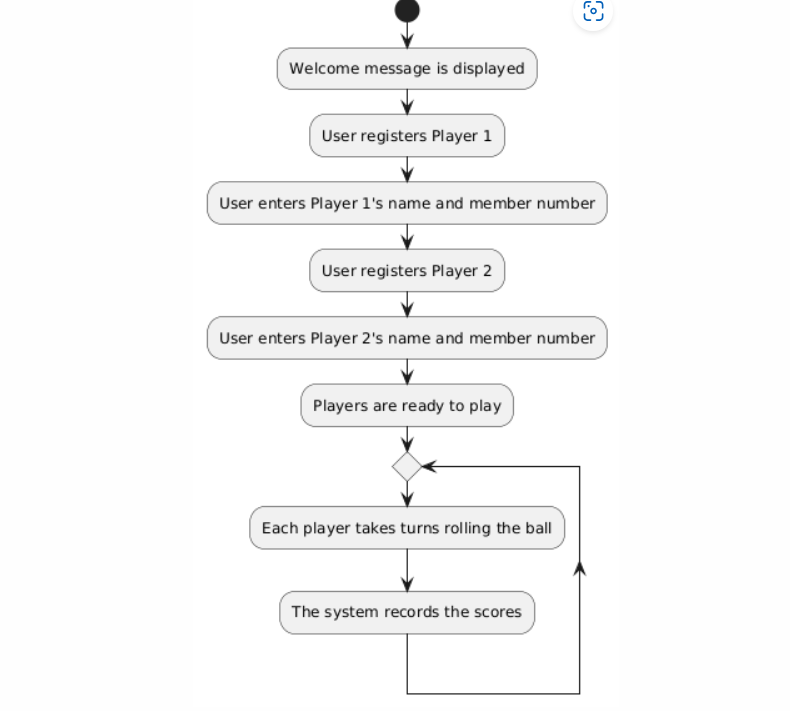 Welcome message is displayed
User registers Player 1
User enters Player 1's name and member number
User registers Player 2
User enters Player 2's name and member number
Players are ready to play
Each player takes turns rolling the ball
The system records the scores